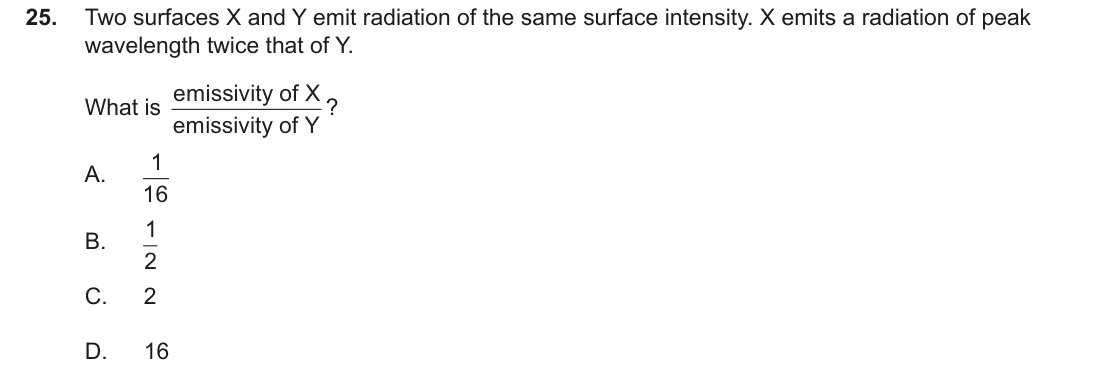 25. Two surfaces X and Y emit radiation of the same surface intensity. X emits a radiation of peak
wavelength twice that of Y.
What is emissivity of X / emissivity of Y ?
A. 1/16
B. 1/2
C. 2
D. 16